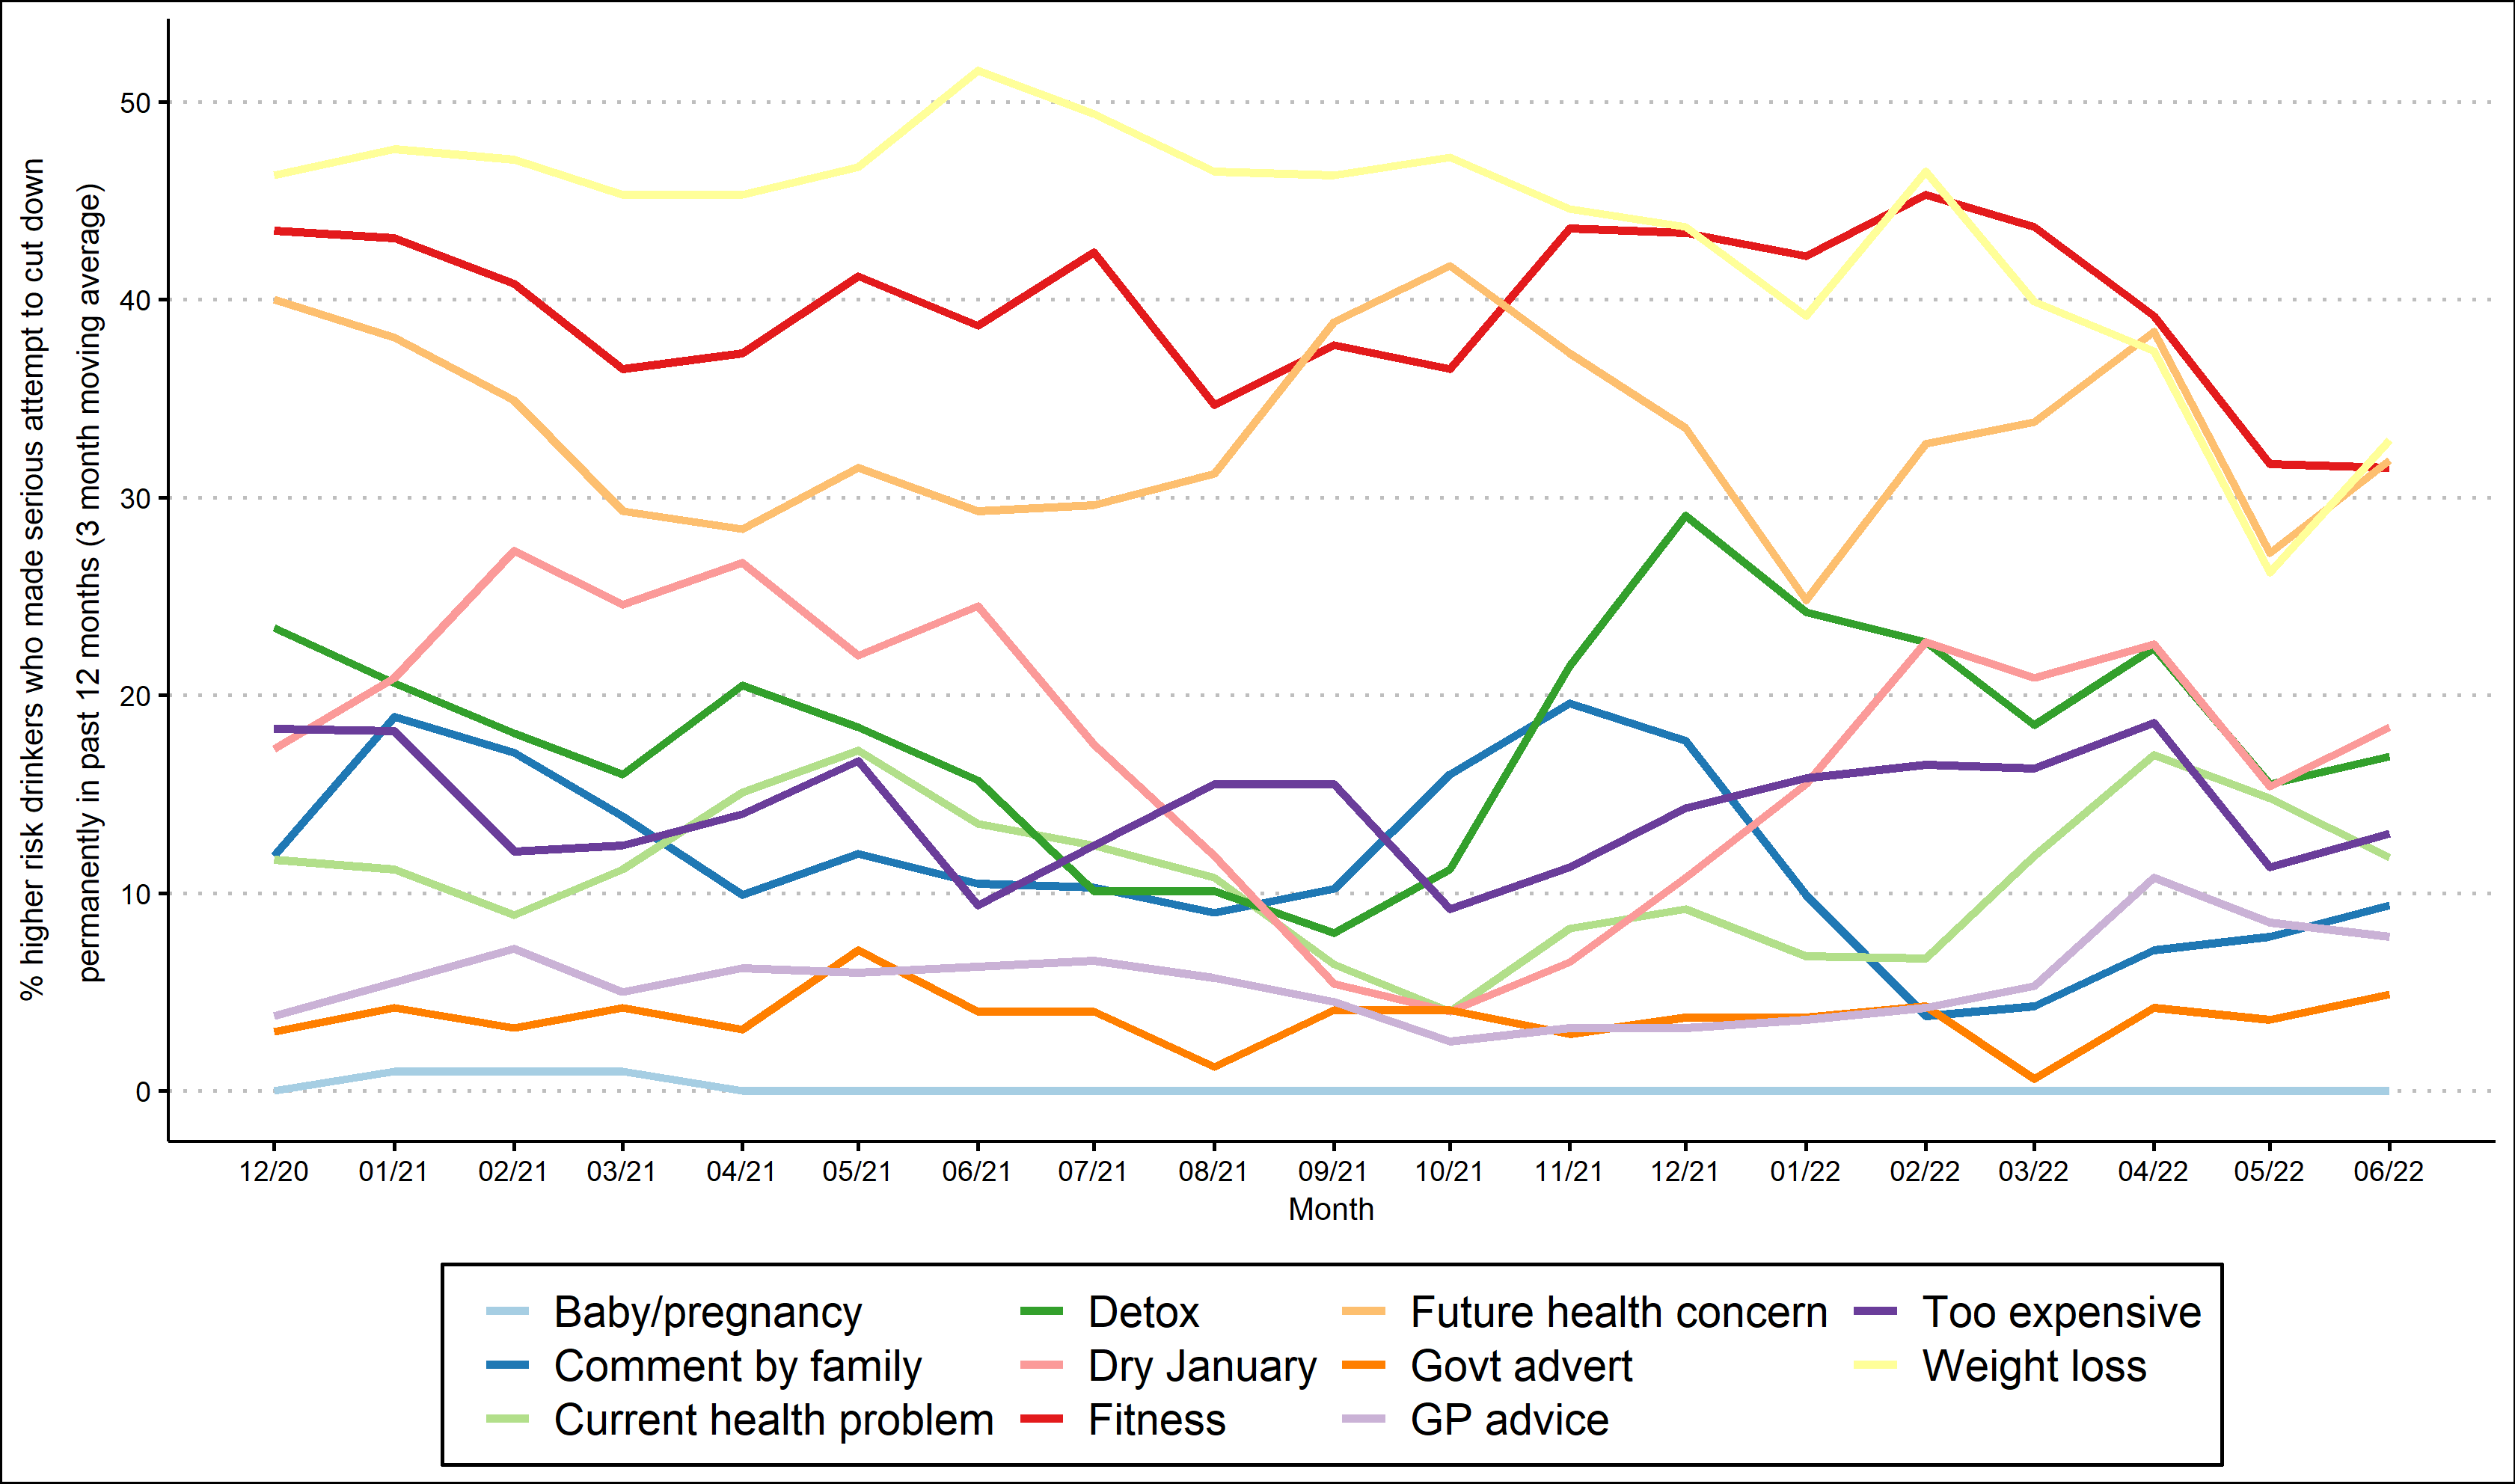 % higher risk drinkers who made serious attempt to cut down
permanently in past 12 months (3 month moving average)
50
40
30
20
10
0
12/20 01/21 02/21 03/21 04/21 05/21 06/21 07/21 08/21 09/21 10/21 11/21 12/21 01/22 02/22 03/22 04/22 05/22 06/22
Month
Baby/pregnancy Detox Future health concern Too expensive
Comment by family Dry January Govt advert Weight loss
Current health problem Fitness GP advice